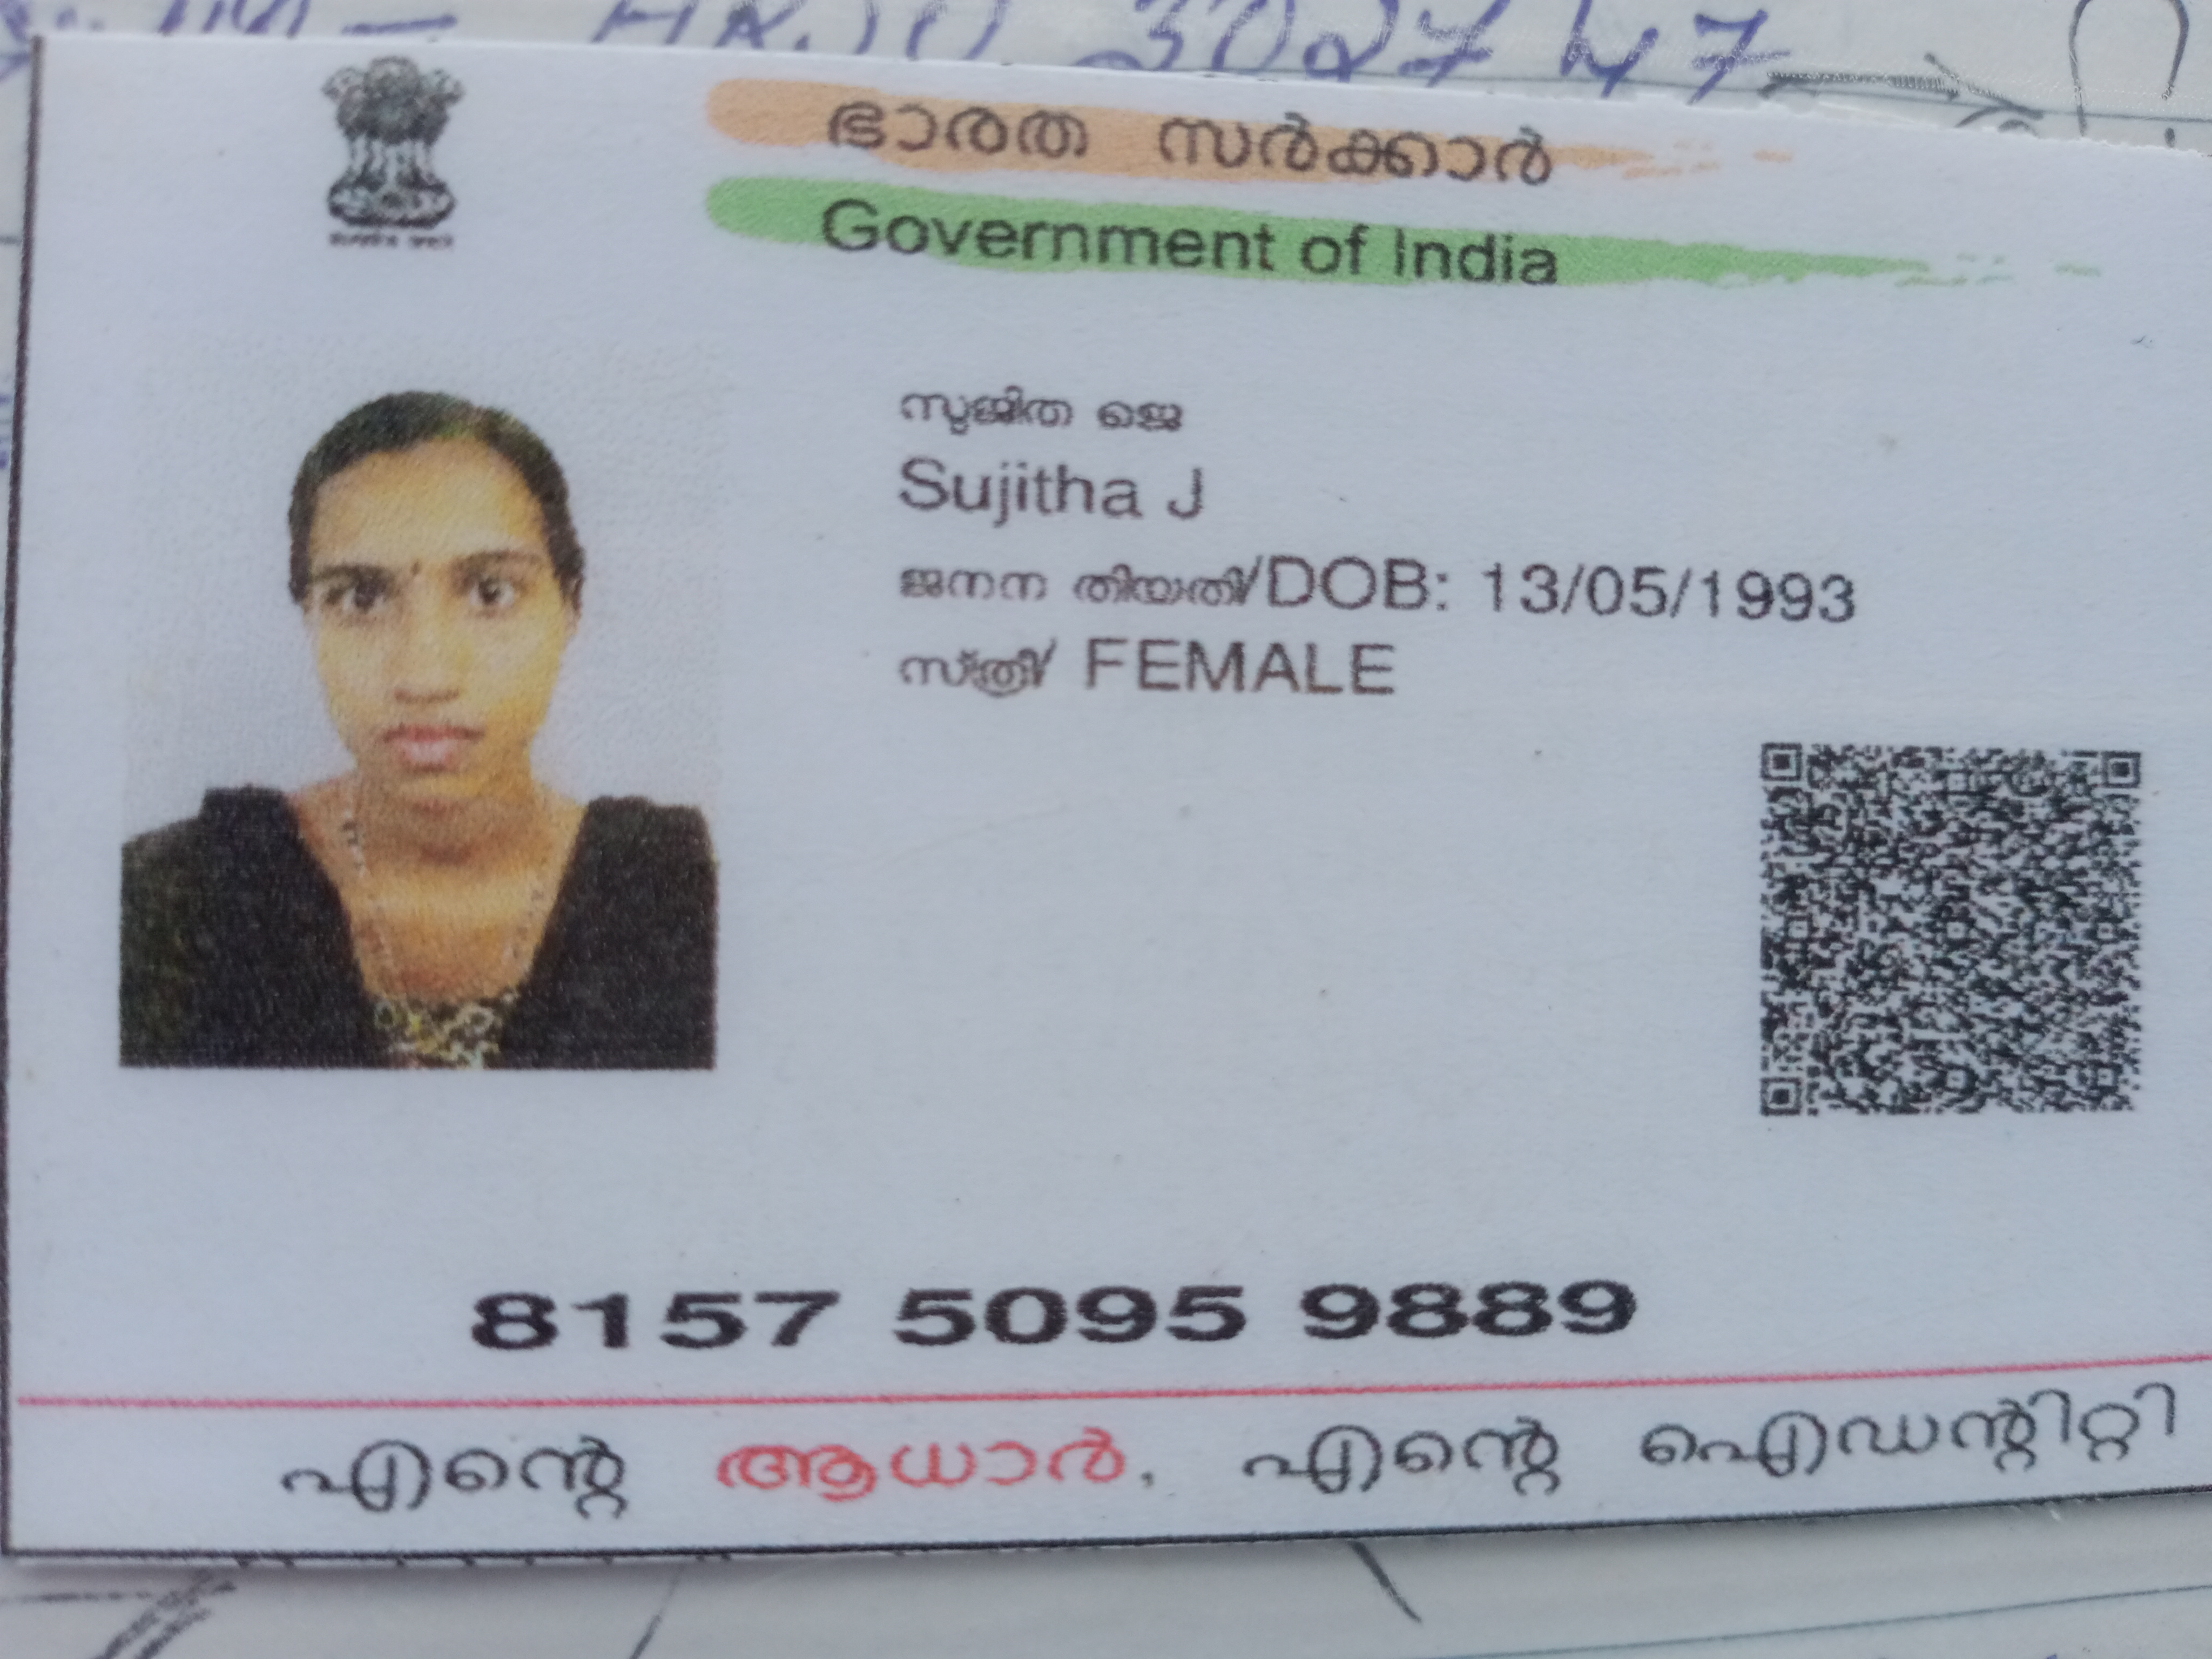 302747
ഭാരത സർക്കാർ
Government of India
സുജിത ജെ
Sujitha J
ജനന തിയതി/DOB: 13/05/1993
സ്ത്രീ/ FEMALE
8157 5095 9889
എന്റെ ആധാർ, എന്റെ ഐഡന്റിറ്റി